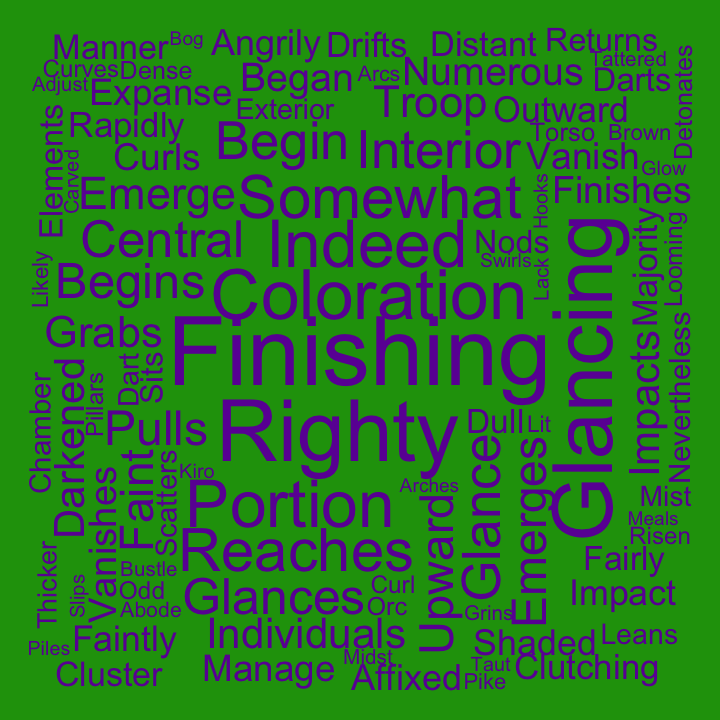 Manner
Bog
Angrily
Drifts
Distant
Returns
Curves
Dense
Tattered
Adjust
Expanse
Began
Arcs
Numerous
Darts
Detonates
Rapidly
Exterior
Troop
Outward
Elements
Carved
Curls
Begin
Interior
Torso
Brown
Vanish
Glow
Emerge
Somewhat
Hooks
Finishes
Central
Indeed
Nods
Swirls
Lack
Majority
Looming
Likely
Begins
Coloration
Glancing
Grabs
Finishing
Dart
Sits
Impacts
Nevertheless
Chamber
Darkened
Pillars
Pulls
Righty
Dull
Lit
Faint
Scatters
Kiro
Arches
Glance
Emerges
Vanishes
Portion
Upward
Mist
Meals
Risen
Reaches
Fairly
Thicker
Slips
Bustle
Odd
Abode
Glances
Curl
Orc
Grins
Impact
Piles
Faintly
Individuals
Midst
Shaded
Leans
Cluster
Manage
Affixed
Taut
Pike
Clutching